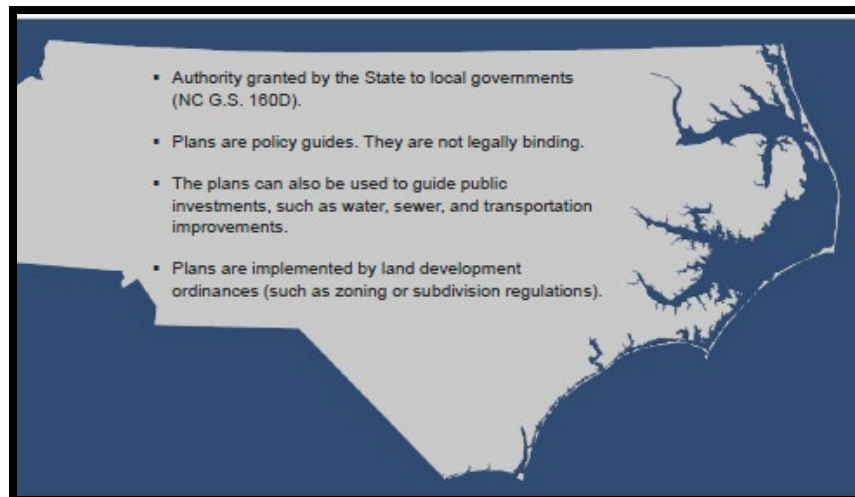 ▪ Authority granted by the State to local governments
(NC G.S. 160D).
▪ Plans are policy guides. They are not legally binding.
▪ The plans can also be used to guide public
investments, such as water, sewer, and transportation
improvements.
▪ Plans are implemented by land development
ordinances (such as zoning or subdivision regulations).